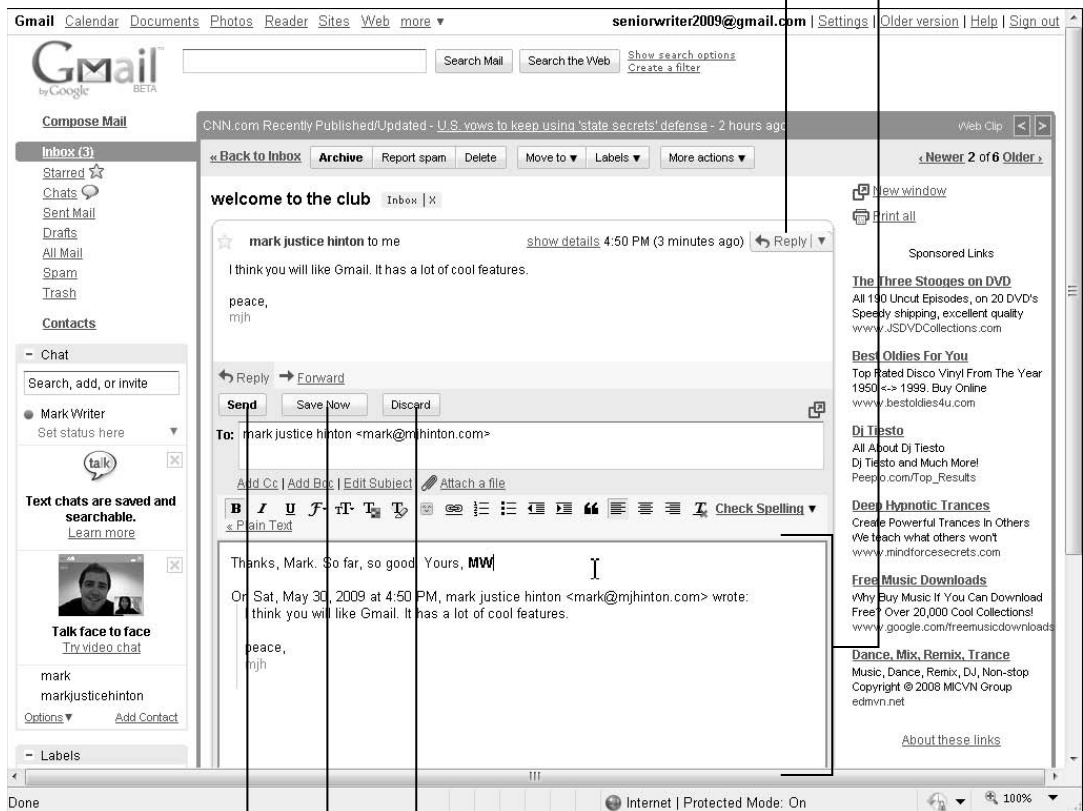 Gmail Calendar Documents Photos Reader Sites Web more ▼
seniorwriter2009@gmail.com | Settings | Older version | Help | Sign out
Gmail
by Google BETA
Search Mail
Search the Web
Show search options
Create a filter
Compose Mail
Inbox (3)
Starred
Chats
Sent Mail
Drafts
All Mail
Spam
Trash
Contacts
− Chat
Search, add, or invite
Mark Writer
Set status here ▼
talk
Text chats are saved and
searchable.
Learn more
Talk face to face
Try video chat
mark
markjusticehinton
Options ▼ Add Contact
− Labels
CNN.com Recently Published/Updated - U.S. vows to keep using 'state secrets' defense - 2 hours ago
Web Clip < >
« Back to Inbox Archive Report spam Delete Move to ▼ Labels ▼ More actions ▼
‹ Newer 2 of 6 Older ›
welcome to the club Inbox | X
mark justice hinton to me show details 4:50 PM (3 minutes ago) Reply ▼
I think you will like Gmail. It has a lot of cool features.
peace,
mjh
Reply Forward
Send Save Now Discard
To: mark justice hinton <mark@mjhinton.com>
Add Cc | Add Bcc | Edit Subject Attach a file
B I U Check Spelling ▼
« Plain Text
Thanks, Mark. So far, so good. Yours, MW
On Sat, May 30, 2009 at 4:50 PM, mark justice hinton <mark@mjhinton.com> wrote:
I think you will like Gmail. It has a lot of cool features.
peace,
mjh
New window
Print all
Sponsored Links
The Three Stooges on DVD
All 190 Uncut Episodes, on 20 DVD's
Speedy shipping, excellent quality
www.JSDVDCollections.com
Best Oldies For You
Top Rated Disco Vinyl From The Year
1950 <-> 1999. Buy Online
www.bestoldies4u.com
Dj Tiesto
All About Dj Tiesto
Dj Tiesto and Much More!
Peepio.com/Top_Results
Deep Hypnotic Trances
Create Powerful Trances In Others
We teach what others won't
www.mindforcesecrets.com
Free Music Downloads
Why Buy Music If You Can Download
Free? Over 20,000 Cool Collections!
www.google.com/freemusicdownloads
Dance, Mix, Remix, Trance
Music, Dance, Remix, DJ, Non-stop
Copyright © 2008 MICVN Group
edmvn.net
About these links
Done
Internet | Protected Mode: On
100%